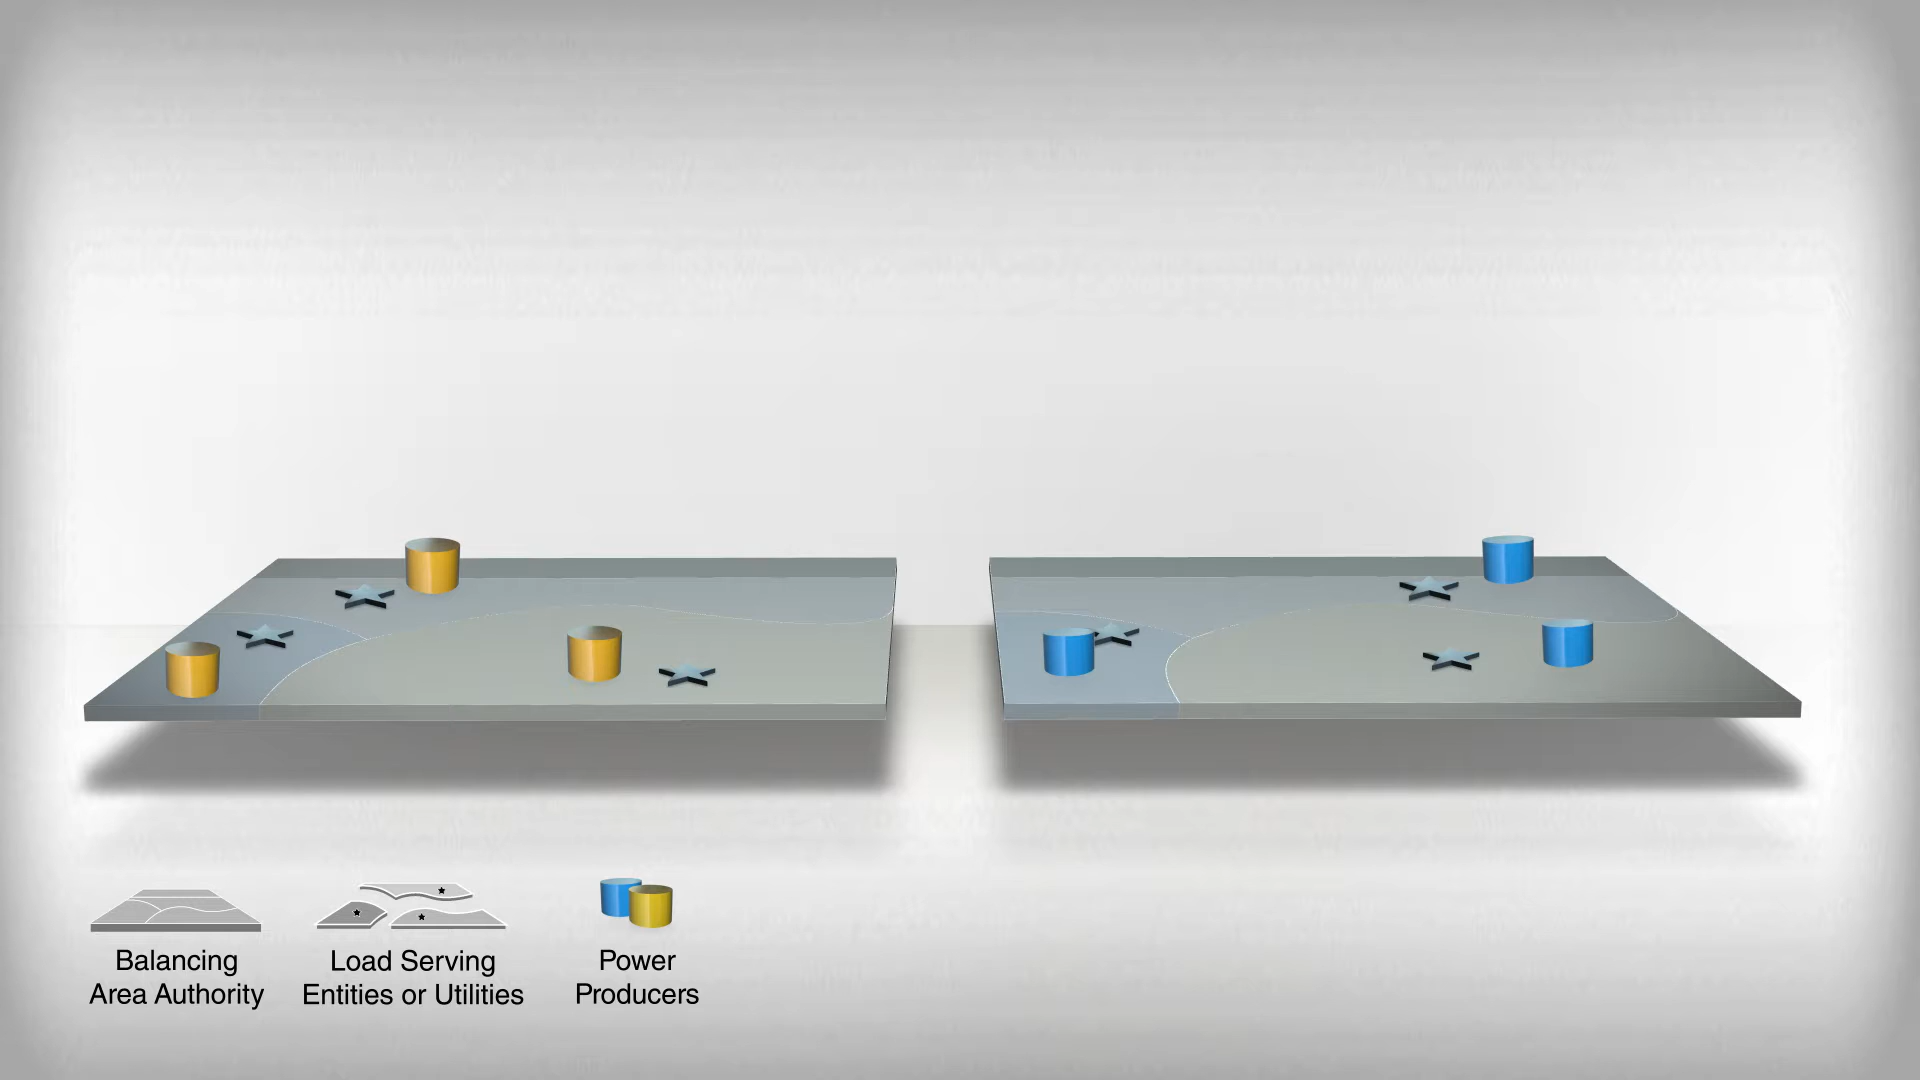 Balancing
Area Authority
Load Serving
Entities or Utilities
Power
Producers